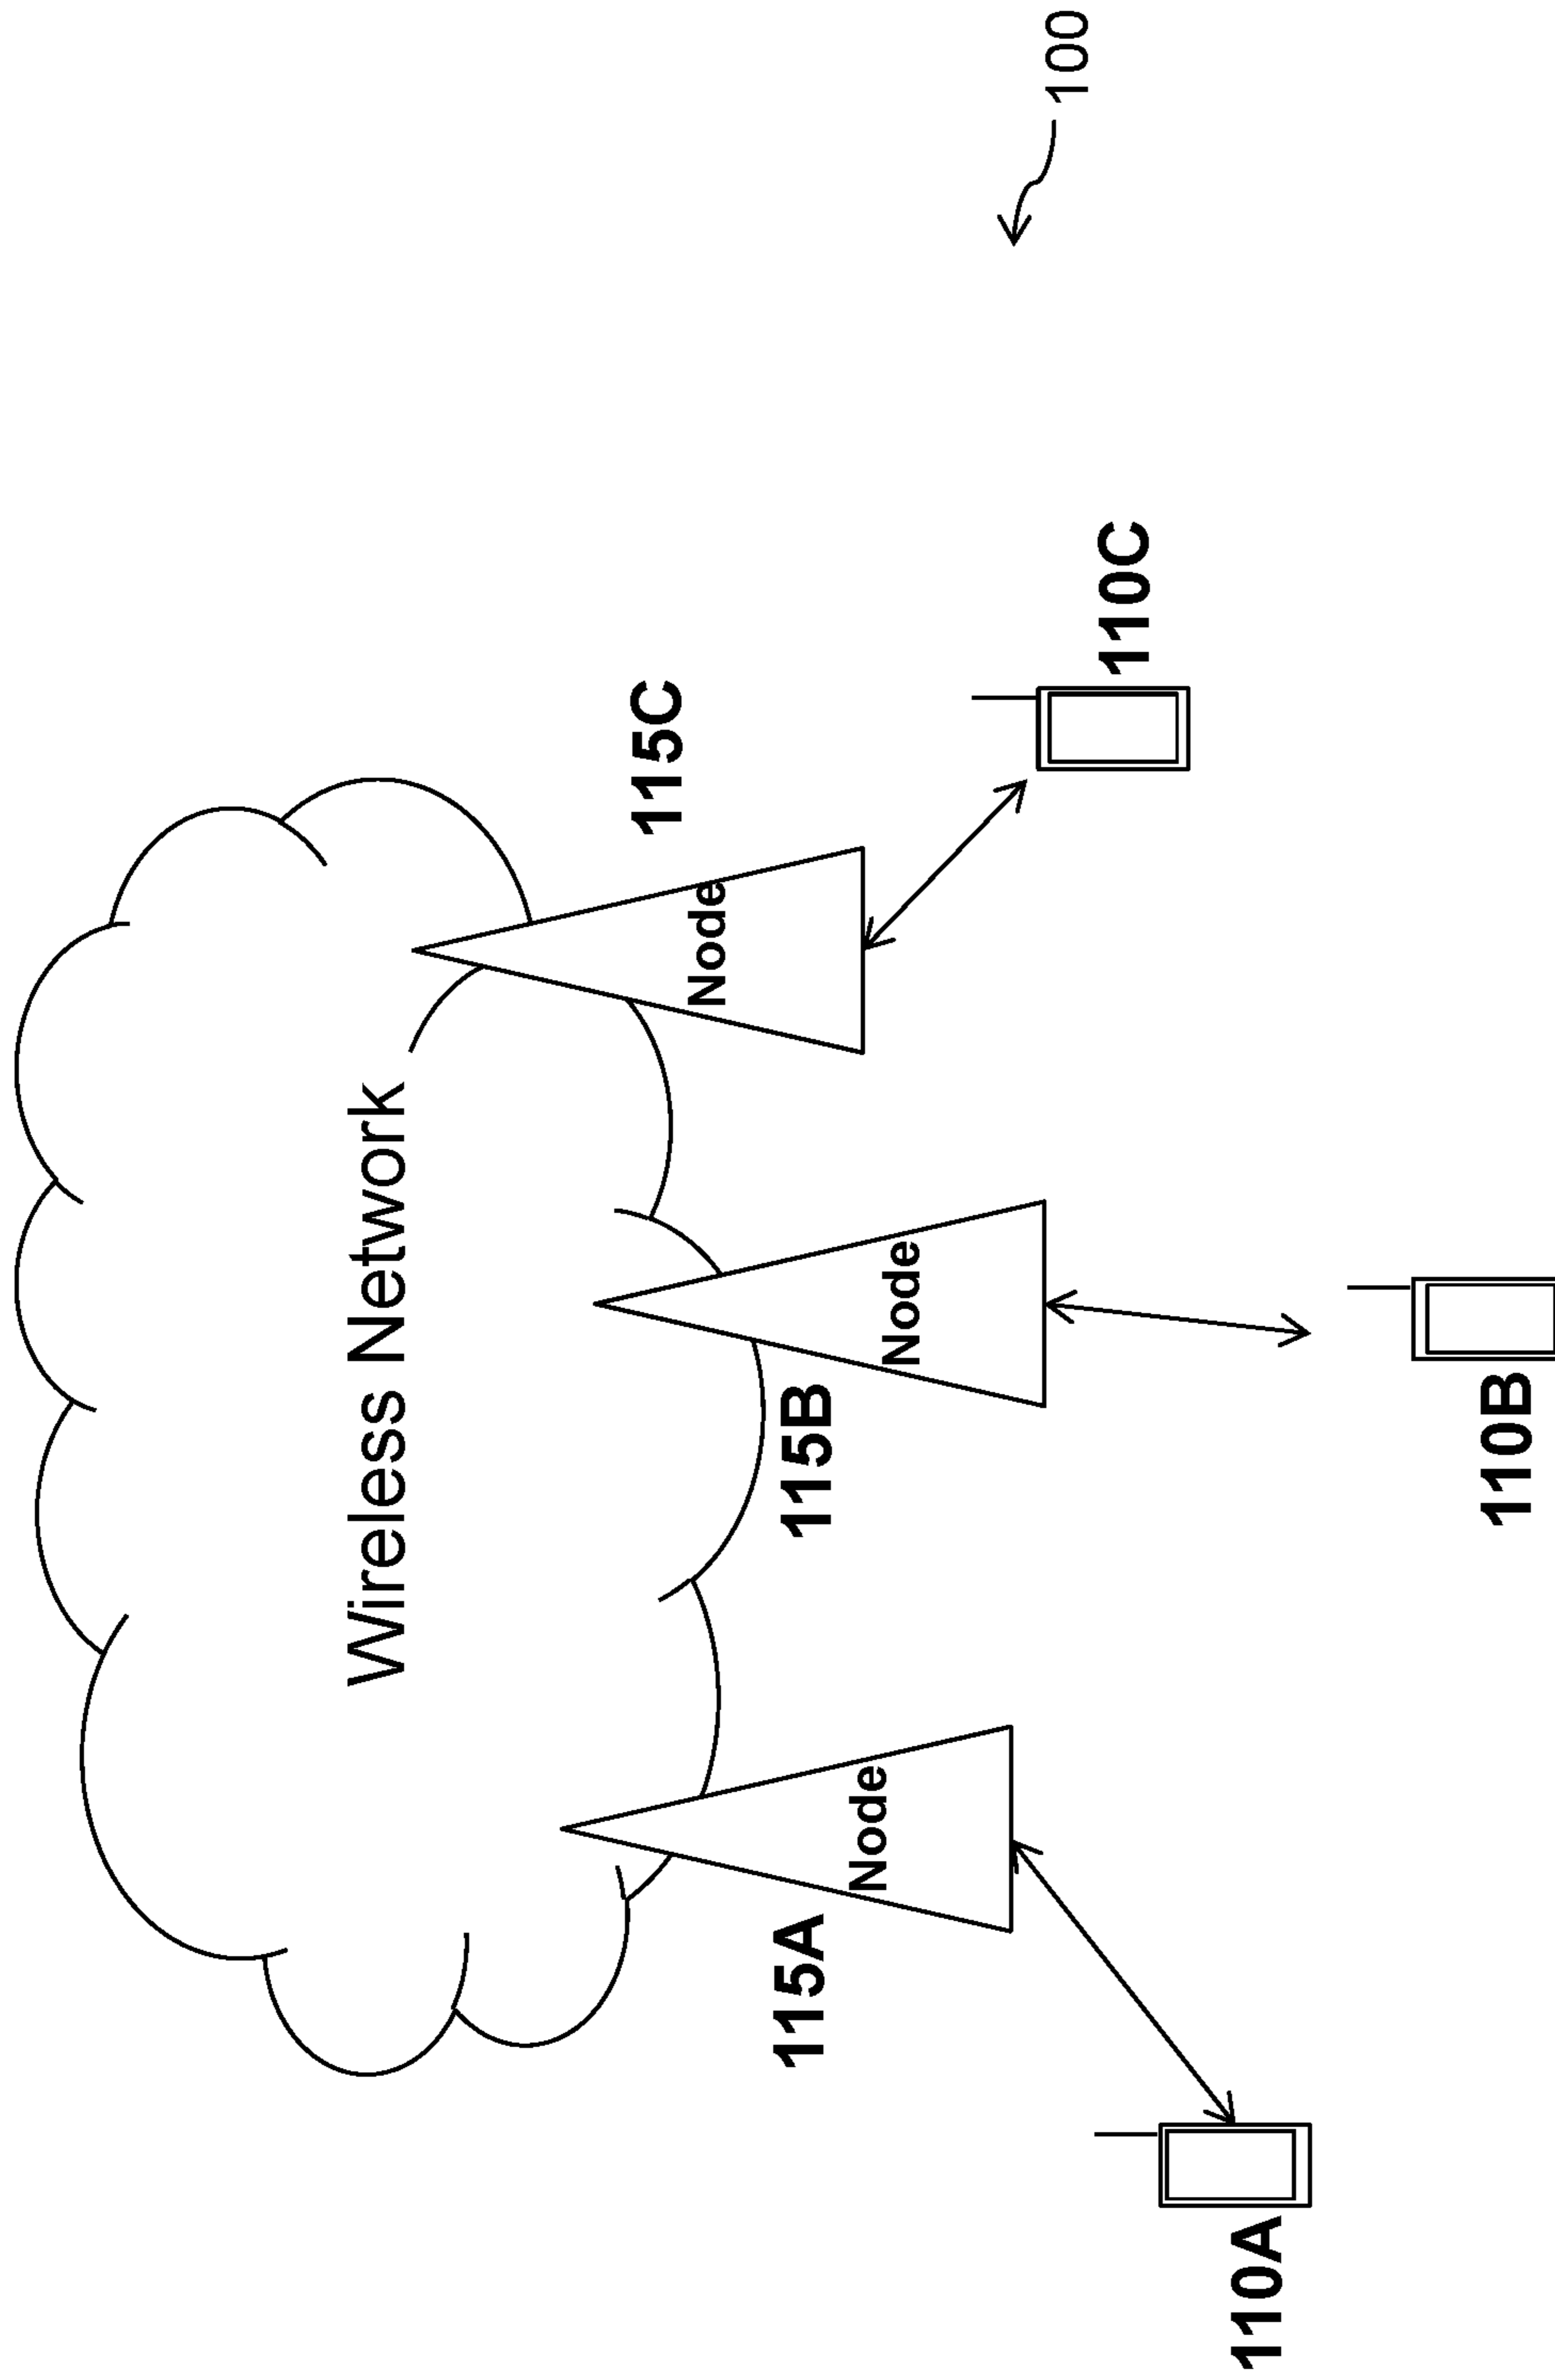 Wireless Network
115C
Node
115B
Node
115A
Node
110C
110B
110A
100